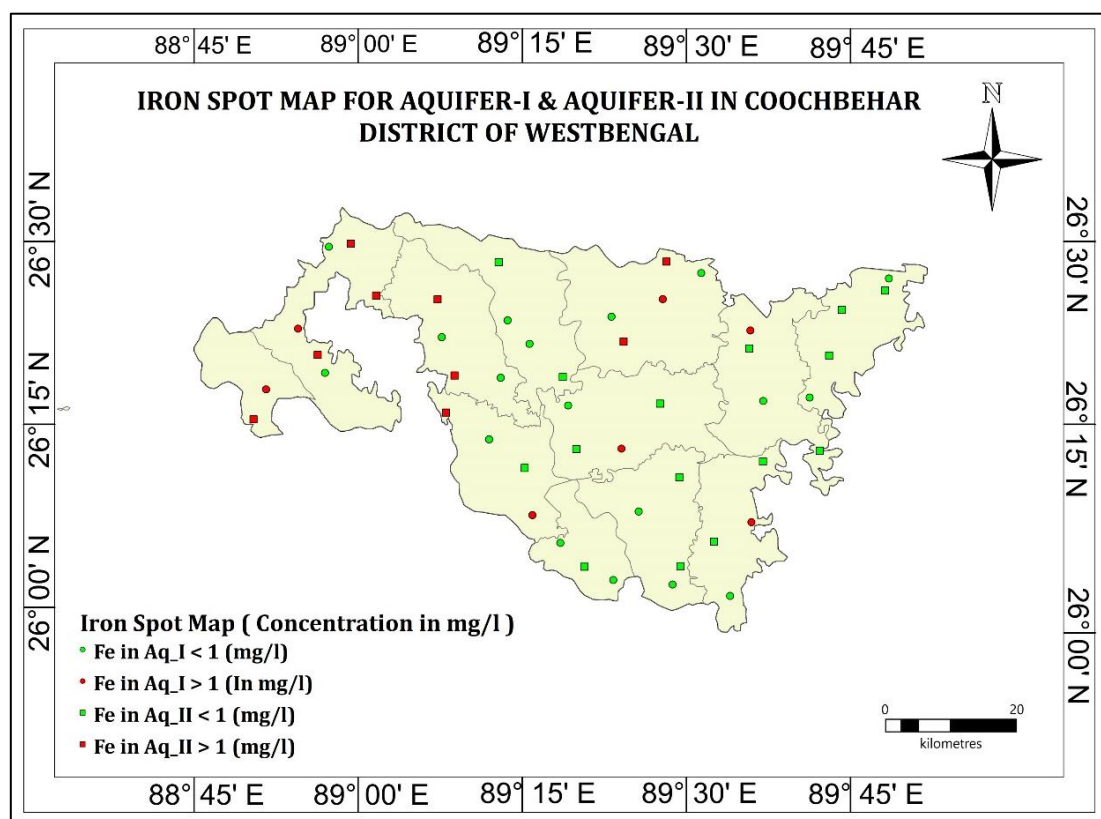 88° 45' E 89° 00' E 89° 15' E 89° 30' E 89° 45' E
IRON SPOT MAP FOR AQUIFER-I & AQUIFER-II IN COOCHBEHAR
DISTRICT OF WESTBENGAL
N
26° 30' N
26° 15' N
26° 00' N
26° 30' N
26° 15' N
26° 00' N
Iron Spot Map ( Concentration in mg/l )
Fe in Aq_I < 1 (mg/l)
Fe in Aq_I > 1 (In mg/l)
Fe in Aq_II < 1 (mg/l)
Fe in Aq_II > 1 (mg/l)
0 20
kilometres
88° 45' E 89° 00' E 89° 15' E 89° 30' E 89° 45' E